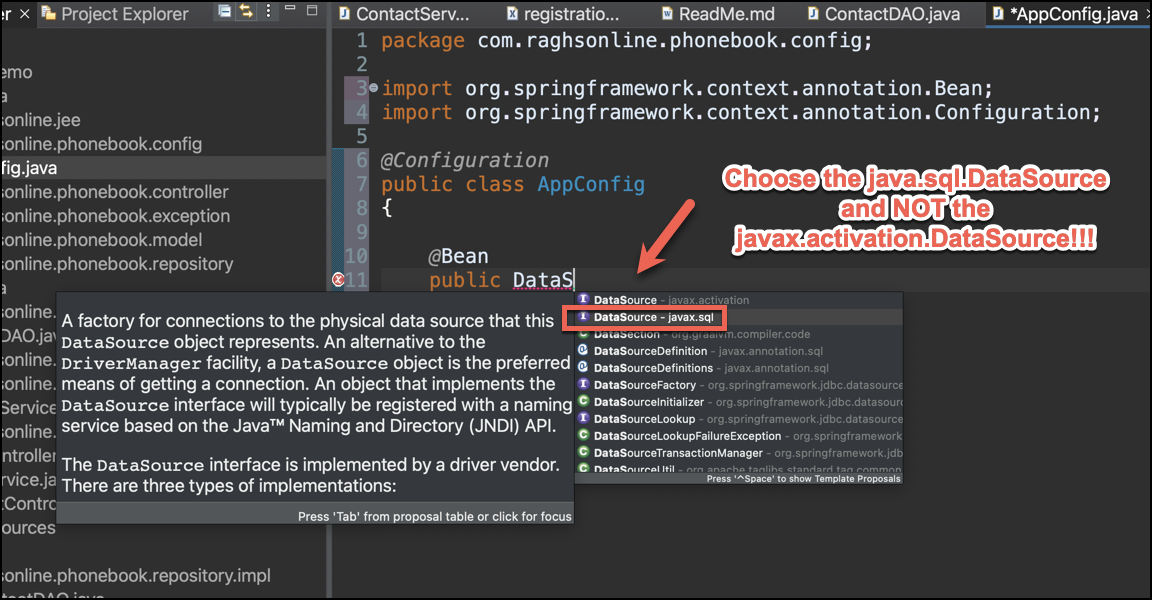 er × Project Explorer
ContactServ... registratio... ReadMe.md ContactDAO.java *AppConfig.java
emo
a
sonline.jee
sonline.phonebook.config
fig.java
sonline.phonebook.controller
sonline.phonebook.exception
sonline.phonebook.model
sonline.phonebook.repository
a
sonline.
DAO.jav
sonline.
sonline.
Service
sonline.
ontroller
rvice.ja
tContro
ources
sonline.phonebook.repository.impl
tactDAO.java
1 package com.raghsonline.phonebook.config;
2
3 import org.springframework.context.annotation.Bean;
4 import org.springframework.context.annotation.Configuration;
5
6 @Configuration
7 public class AppConfig
8 {
9
10 @Bean
11 public DataS
Choose the java.sql.DataSource
and NOT the
javax.activation.DataSource!!!
A factory for connections to the physical data source that this
DataSource object represents. An alternative to the
DriverManager facility, a DataSource object is the preferred
means of getting a connection. An object that implements the
DataSource interface will typically be registered with a naming
service based on the Java™ Naming and Directory (JNDI) API.
The DataSource interface is implemented by a driver vendor.
There are three types of implementations:
Press 'Tab' from proposal table or click for focus
DataSource - javax.activation
DataSource - javax.sql
DataSection - org.graalvm.compiler.code
DataSourceDefinition - javax.annotation.sql
DataSourceDefinitions - javax.annotation.sql
DataSourceFactory - org.springframework.jdbc.datasource
DataSourceInitializer - org.springframework.jdbc.datasourc
DataSourceLookup - org.springframework.jdbc.datasource
DataSourceLookupFailureException - org.springframework
DataSourceTransactionManager - org.springframework.jdb
DataSourceUtil - org.apache.taglibs.standard.tag.common
Press '^Space' to show Template Proposals